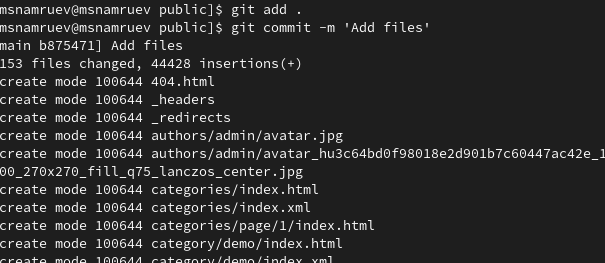 msnamruev@msnamruev public]$ git add .
msnamruev@msnamruev public]$ git commit -m 'Add files'
main b875471] Add files
153 files changed, 44428 insertions(+)
create mode 100644 404.html
create mode 100644 _headers
create mode 100644 _redirects
create mode 100644 authors/admin/avatar.jpg
create mode 100644 authors/admin/avatar_hu3c64bd0f98018e2d901b7c60447ac42e_1
00_270x270_fill_q75_lanczos_center.jpg
create mode 100644 categories/index.html
create mode 100644 categories/index.xml
create mode 100644 categories/page/1/index.html
create mode 100644 category/demo/index.html
create mode 100644 category/demo/index.xml